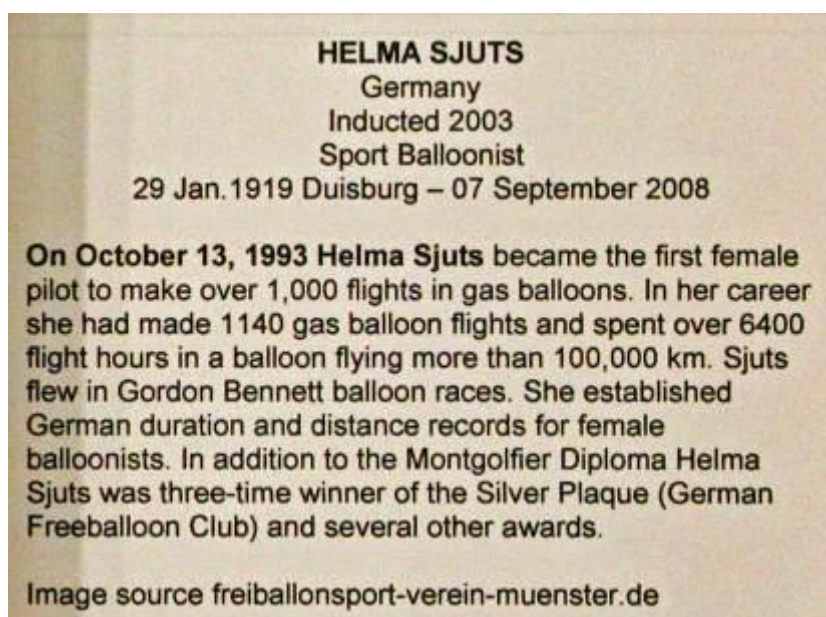 HELMA SJUTS
Germany
Inducted 2003
Sport Balloonist
29 Jan.1919 Duisburg – 07 September 2008
On October 13, 1993 Helma Sjuts became the first female
pilot to make over 1,000 flights in gas balloons. In her career
she had made 1140 gas balloon flights and spent over 6400
flight hours in a balloon flying more than 100,000 km. Sjuts
flew in Gordon Bennett balloon races. She established
German duration and distance records for female
balloonists. In addition to the Montgolfier Diploma Helma
Sjuts was three-time winner of the Silver Plaque (German
Freeballoon Club) and several other awards.
Image source freiballonsport-verein-muenster.de